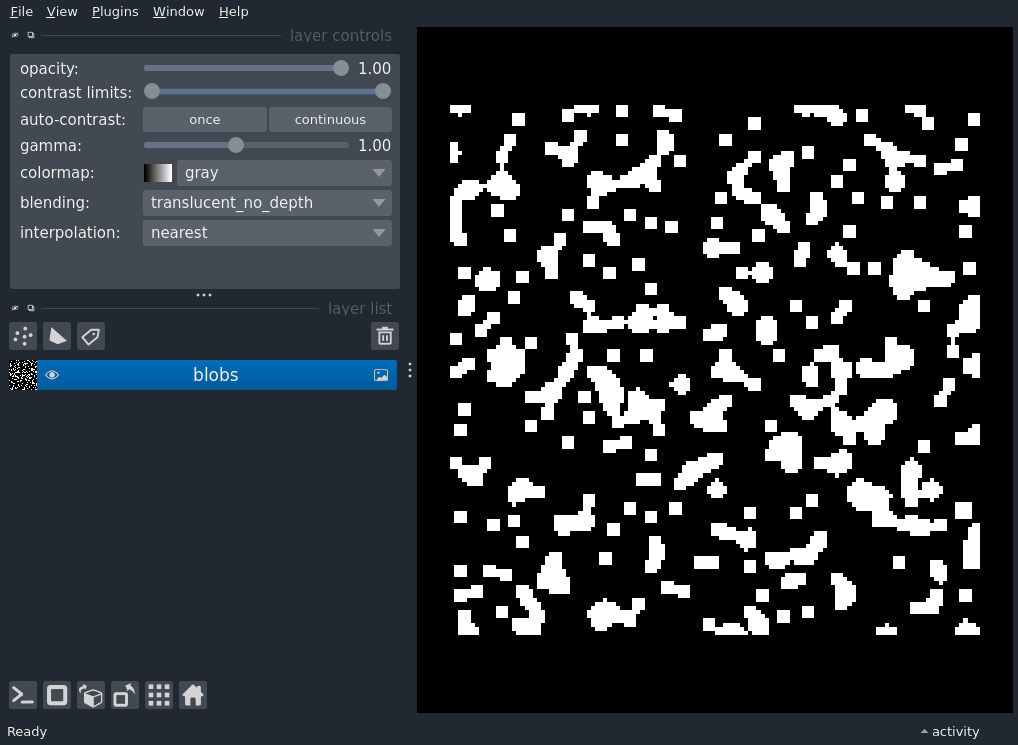 File View Plugins Window Help
layer controls
opacity: 1.00
contrast limits:
auto-contrast: once continuous
gamma: 1.00
colormap: gray
blending: translucent_no_depth
interpolation: nearest
layer list
blobs
Ready activity